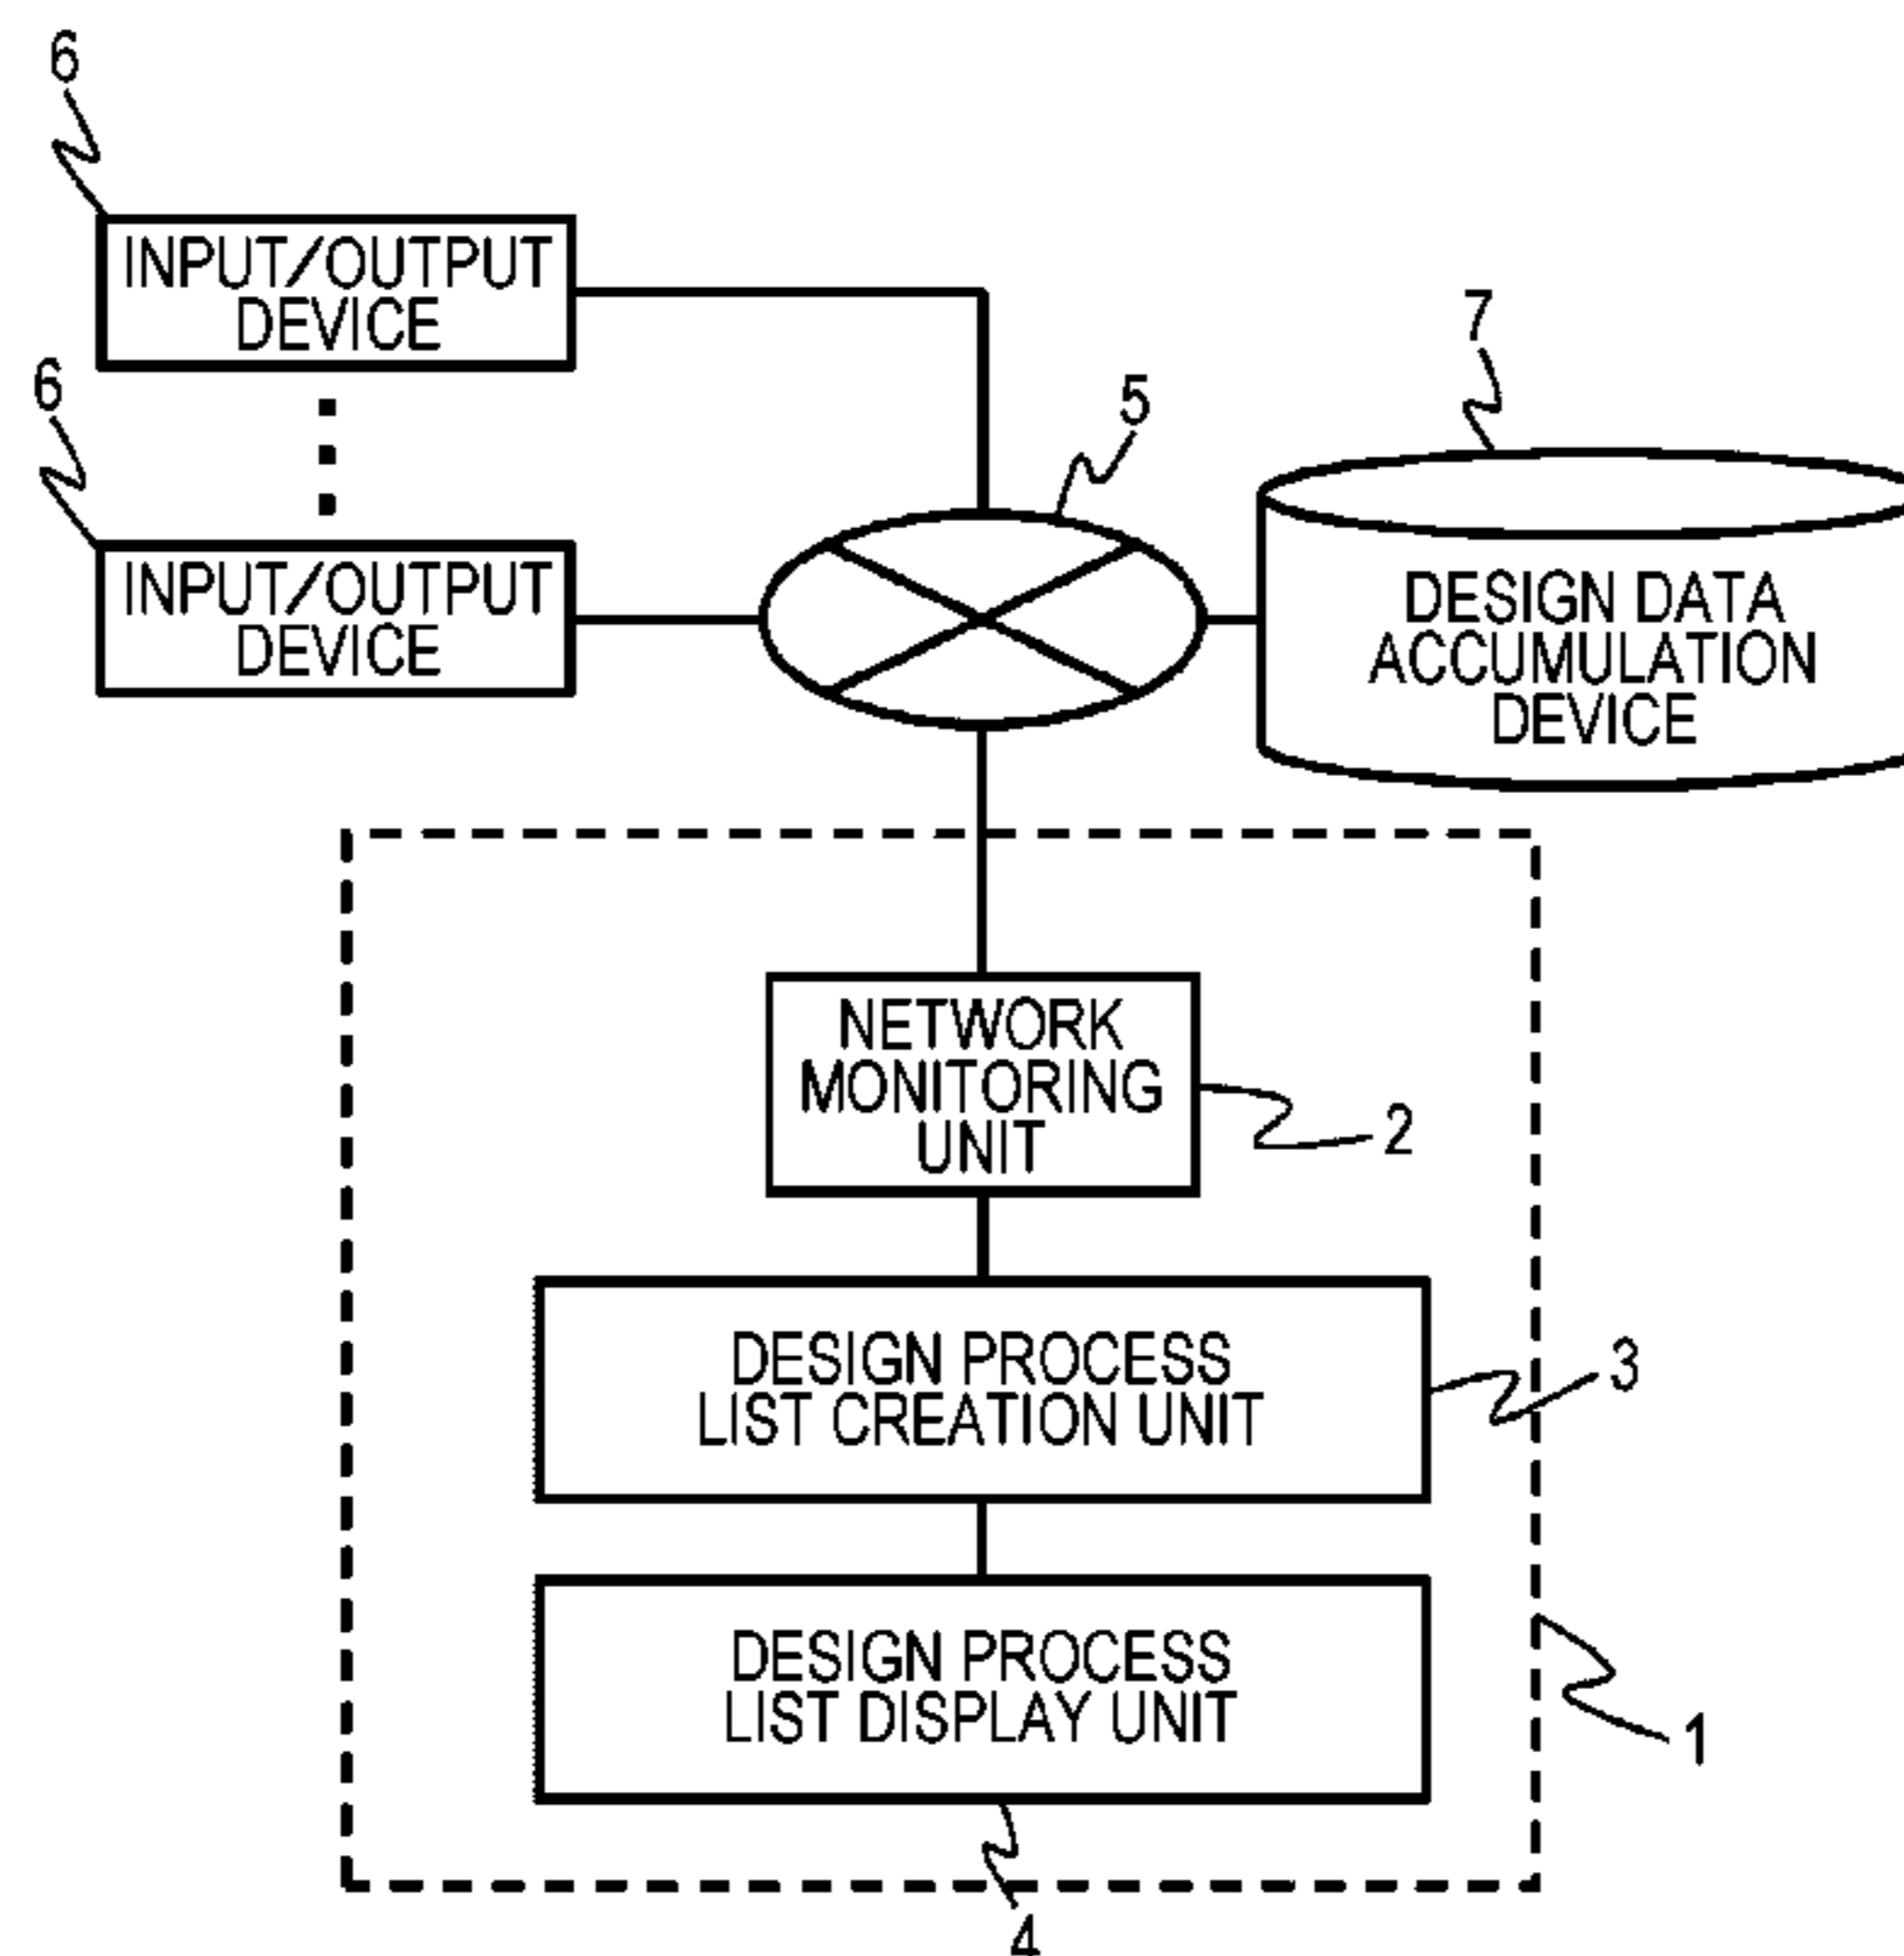 6
INPUT/OUTPUT
DEVICE
6
INPUT/OUTPUT
DEVICE
5
7
DESIGN DATA
ACCUMULATION
DEVICE
NETWORK
MONITORING
UNIT
2
DESIGN PROCESS
LIST CREATION UNIT
3
DESIGN PROCESS
LIST DISPLAY UNIT
1
4